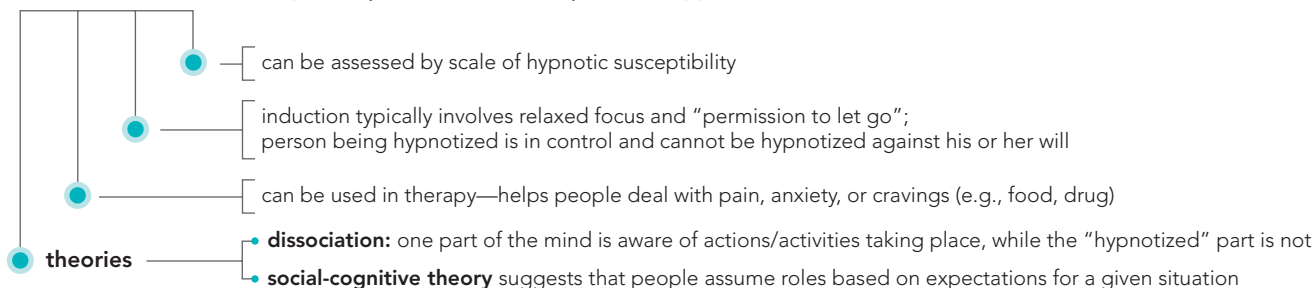 can be assessed by scale of hypnotic susceptibility
induction typically involves relaxed focus and “permission to let go”;
person being hypnotized is in control and cannot be hypnotized against his or her will
can be used in therapy—helps people deal with pain, anxiety, or cravings (e.g., food, drug)
theories
dissociation: one part of the mind is aware of actions/activities taking place, while the “hypnotized” part is not
social-cognitive theory suggests that people assume roles based on expectations for a given situation